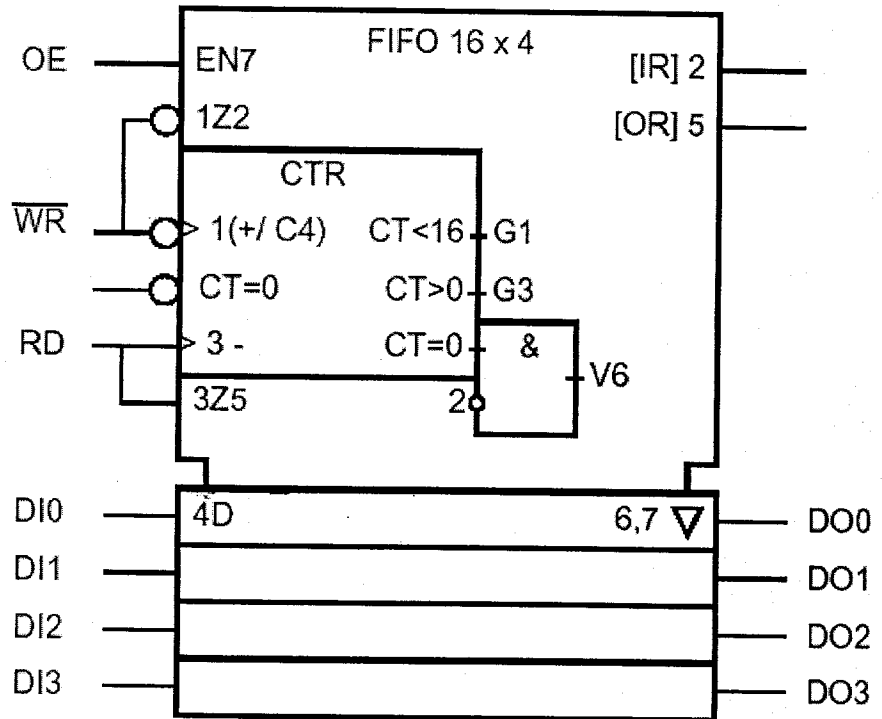 FIFO 16 x 4
OE
EN7
[IR] 2
1Z2
[OR] 5
CTR
WR
1(+/ C4)
CT<16
G1
CT=0
CT>0
G3
RD
3 -
CT=0
&
V6
3Z5
2
DI0
4D
6,7 ▽
DO0
DI1
DO1
DI2
DO2
DI3
DO3